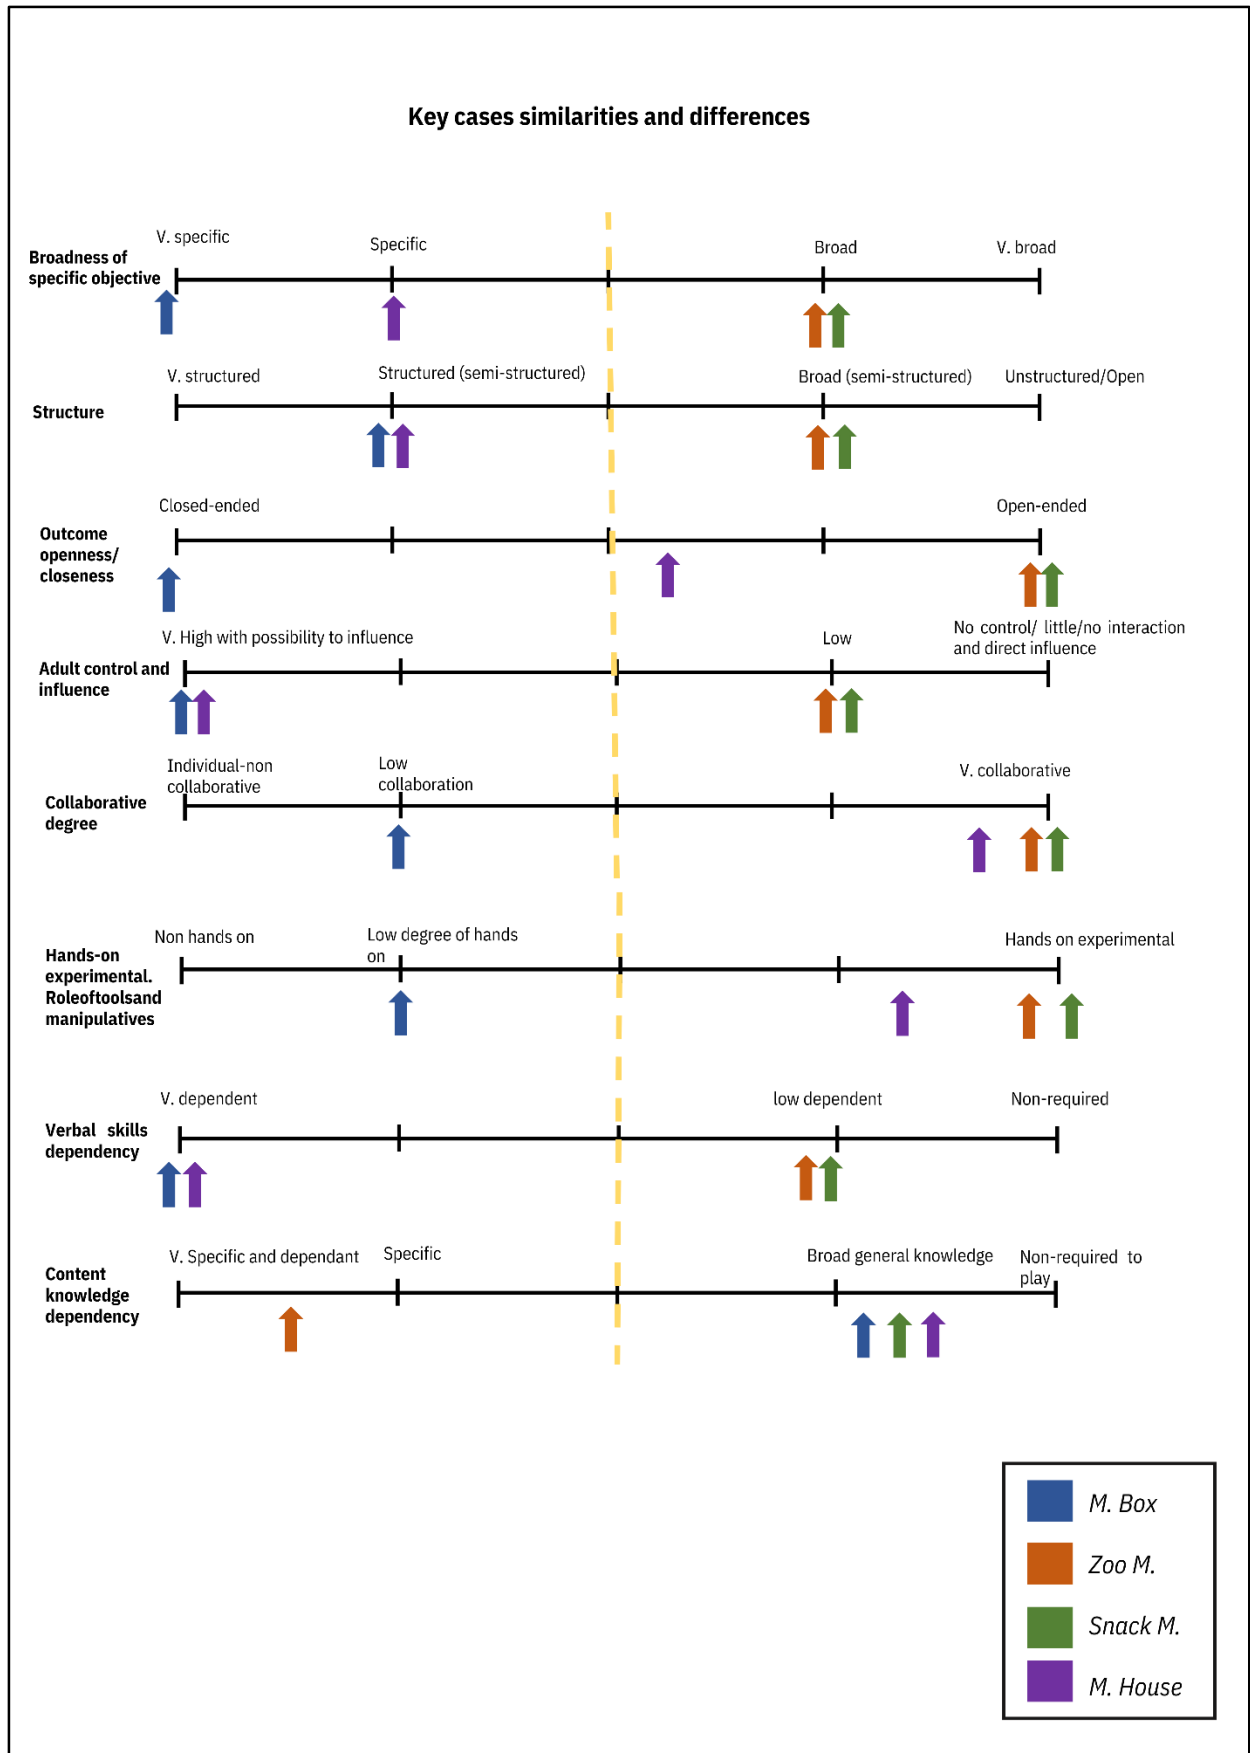 Key cases similarities and differences
V. specific
Specific
Broad
V. broad
Broadness of
specific objective
V. structured
Structured (semi-structured)
Broad (semi-structured)
Unstructured/Open
Structure
Closed-ended
Open-ended
Outcome
openness/
closeness
V. High with possibility to influence
Low
No control/ little/no interaction
and direct influence
Adult control and
influence
Individual-non
collaborative
Low
collaboration
V. collaborative
Collaborative
degree
Non hands on
Low degree of hands
on
Hands on experimental
Hands-on
experimental.
Roleoftoolsand
manipulatives
V. dependent
low dependent
Non-required
Verbal skills
dependency
V. Specific and dependant
Specific
Broad general knowledge
Non-required to
play
Content
knowledge
dependency
M. Box
Zoo M.
Snack M.
M. House